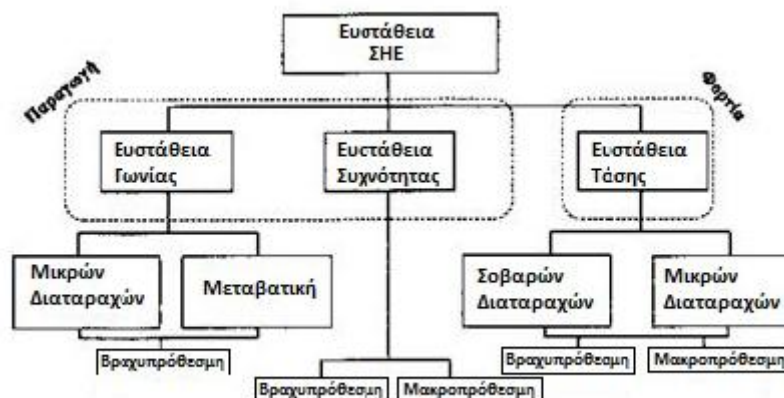 Ευστάθεια
ΣΗΕ
Παραγωγή
Φορτία
Ευστάθεια
Γωνίας
Ευςτάθεια
Συχνότητας
Ευστάθεια
Τάσης
Μικρών
Διαταραχών
Μεταβατική
Σοβαρών
Διαταραχών
Μικρών
Διαταραχών
Βραχυπρόθεσμη
Βραχυπρόθεσμη
Μακροπρόθεσμη
Βραχυπρόθεσμη
Μακροπρόθεσμη